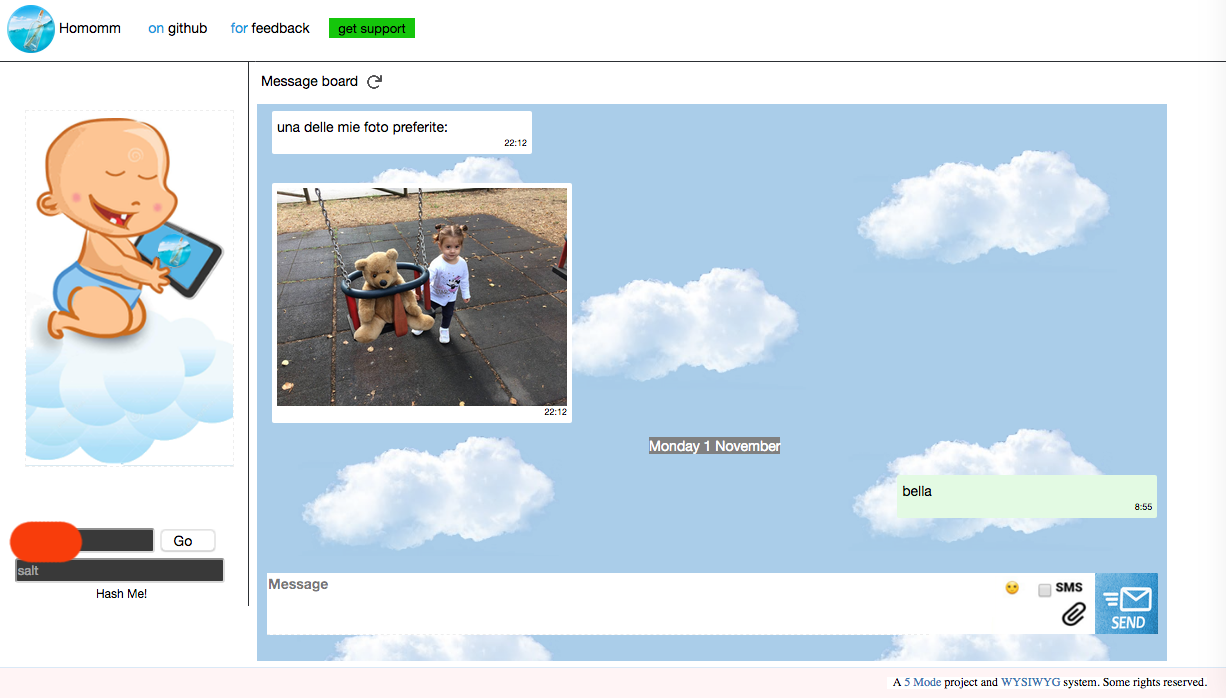 Homomm on github for feedback get support
Message board
una delle mie foto preferite:
22:12
22:12
Monday 1 November
bella
8:55
Go
salt
Hash Me!
Message
SMS
SEND
A 5 Mode project and WYSIWYG system. Some rights reserved.